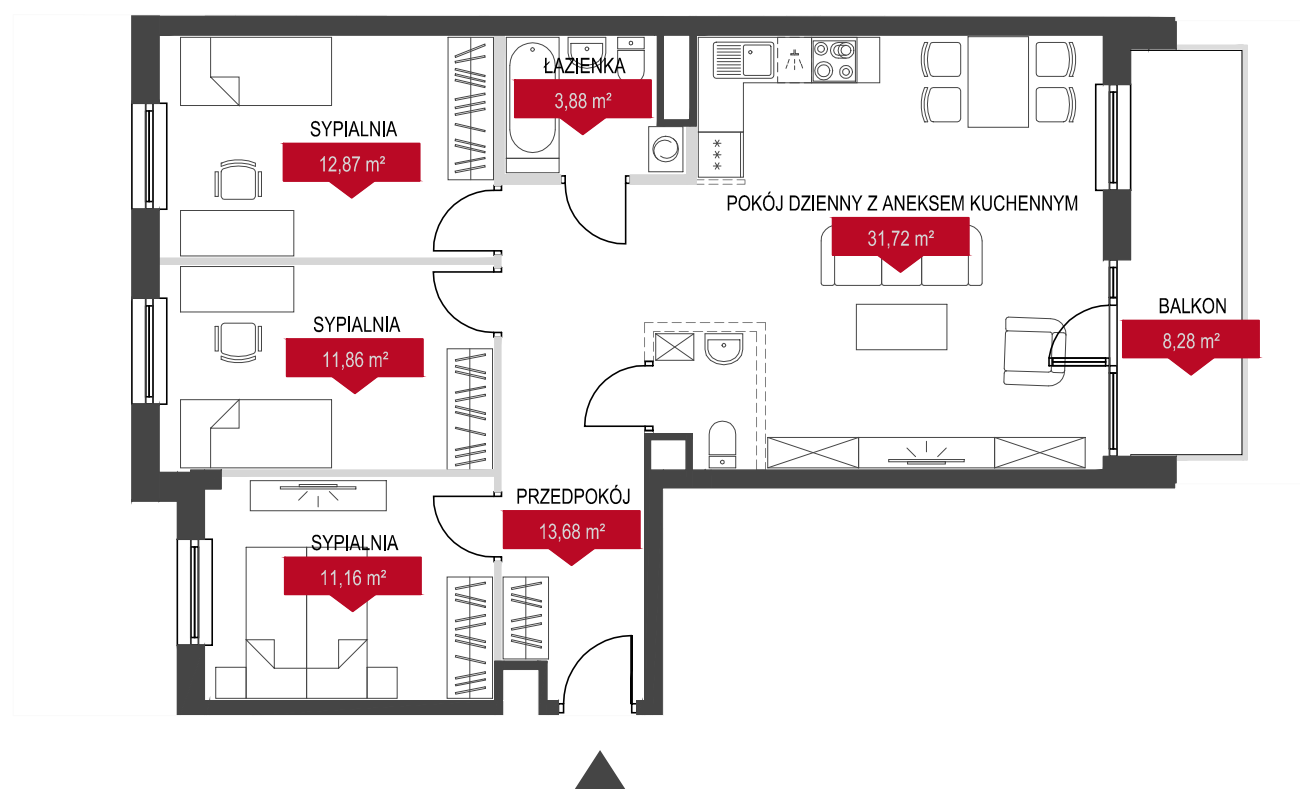 ŁAZIENKA
3,88 m²
SYPIALNIA
12,87 m²
POKÓJ DZIENNY Z ANEKSEM KUCHENNYM
31,72 m²
BALKON
8,28 m²
SYPIALNIA
11,86 m²
PRZEDPOKÓJ
13,68 m²
SYPIALNIA
11,16 m²